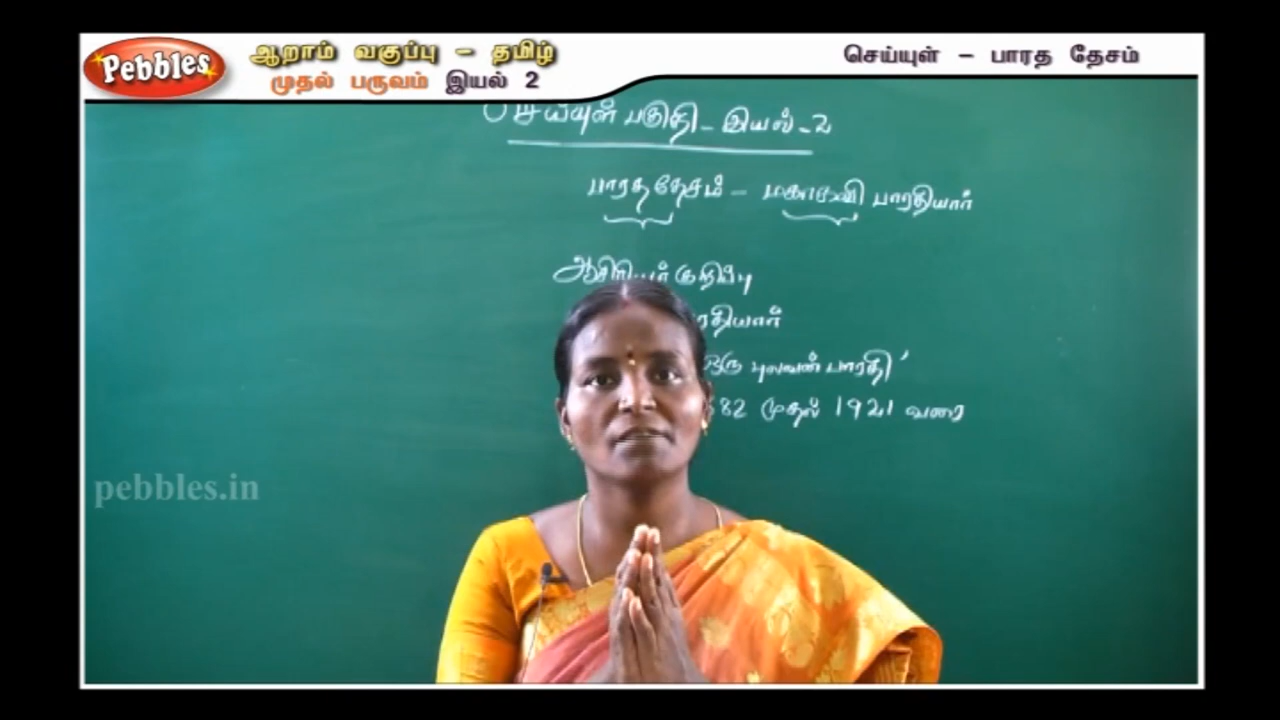 Pebbles
ஆறாம் வகுப்பு - தமிழ்
முதல் பருவம் இயல் 2
செய்யுள் - பாரத தேசம்
செய்யுள் பகுதி - இயல் - 2
பாரத தேசம் - மகாகவி பாரதியார்
ஆசிரியர் குறிப்பு
ரதியார்
ஒரு புலவன் பாரதி'
82 முதல் 1921 வரை
pebbles.in